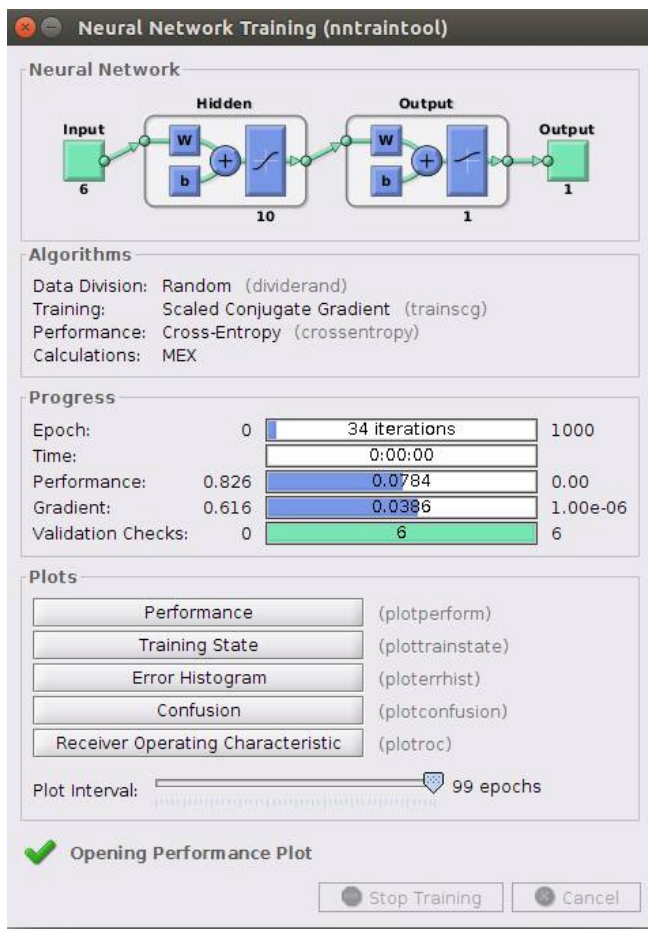 Neural Network Training (nntraintool)
Neural Network
Hidden Output
Input Output
W W
+ +
b b
6 10 1 1
Algorithms
Data Division: Random (dividerand)
Training: Scaled Conjugate Gradient (trainscg)
Performance: Cross-Entropy (crossentropy)
Calculations: MEX
Progress
Epoch: 0 34 iterations 1000
Time: 0:00:00
Performance: 0.826 0.0784 0.00
Gradient: 0.616 0.0386 1.00e-06
Validation Checks: 0 6 6
Plots
Performance (plotperform)
Training State (plottrainstate)
Error Histogram (ploterrhist)
Confusion (plotconfusion)
Receiver Operating Characteristic (plotroc)
Plot Interval: 99 epochs
Opening Performance Plot
Stop Training Cancel